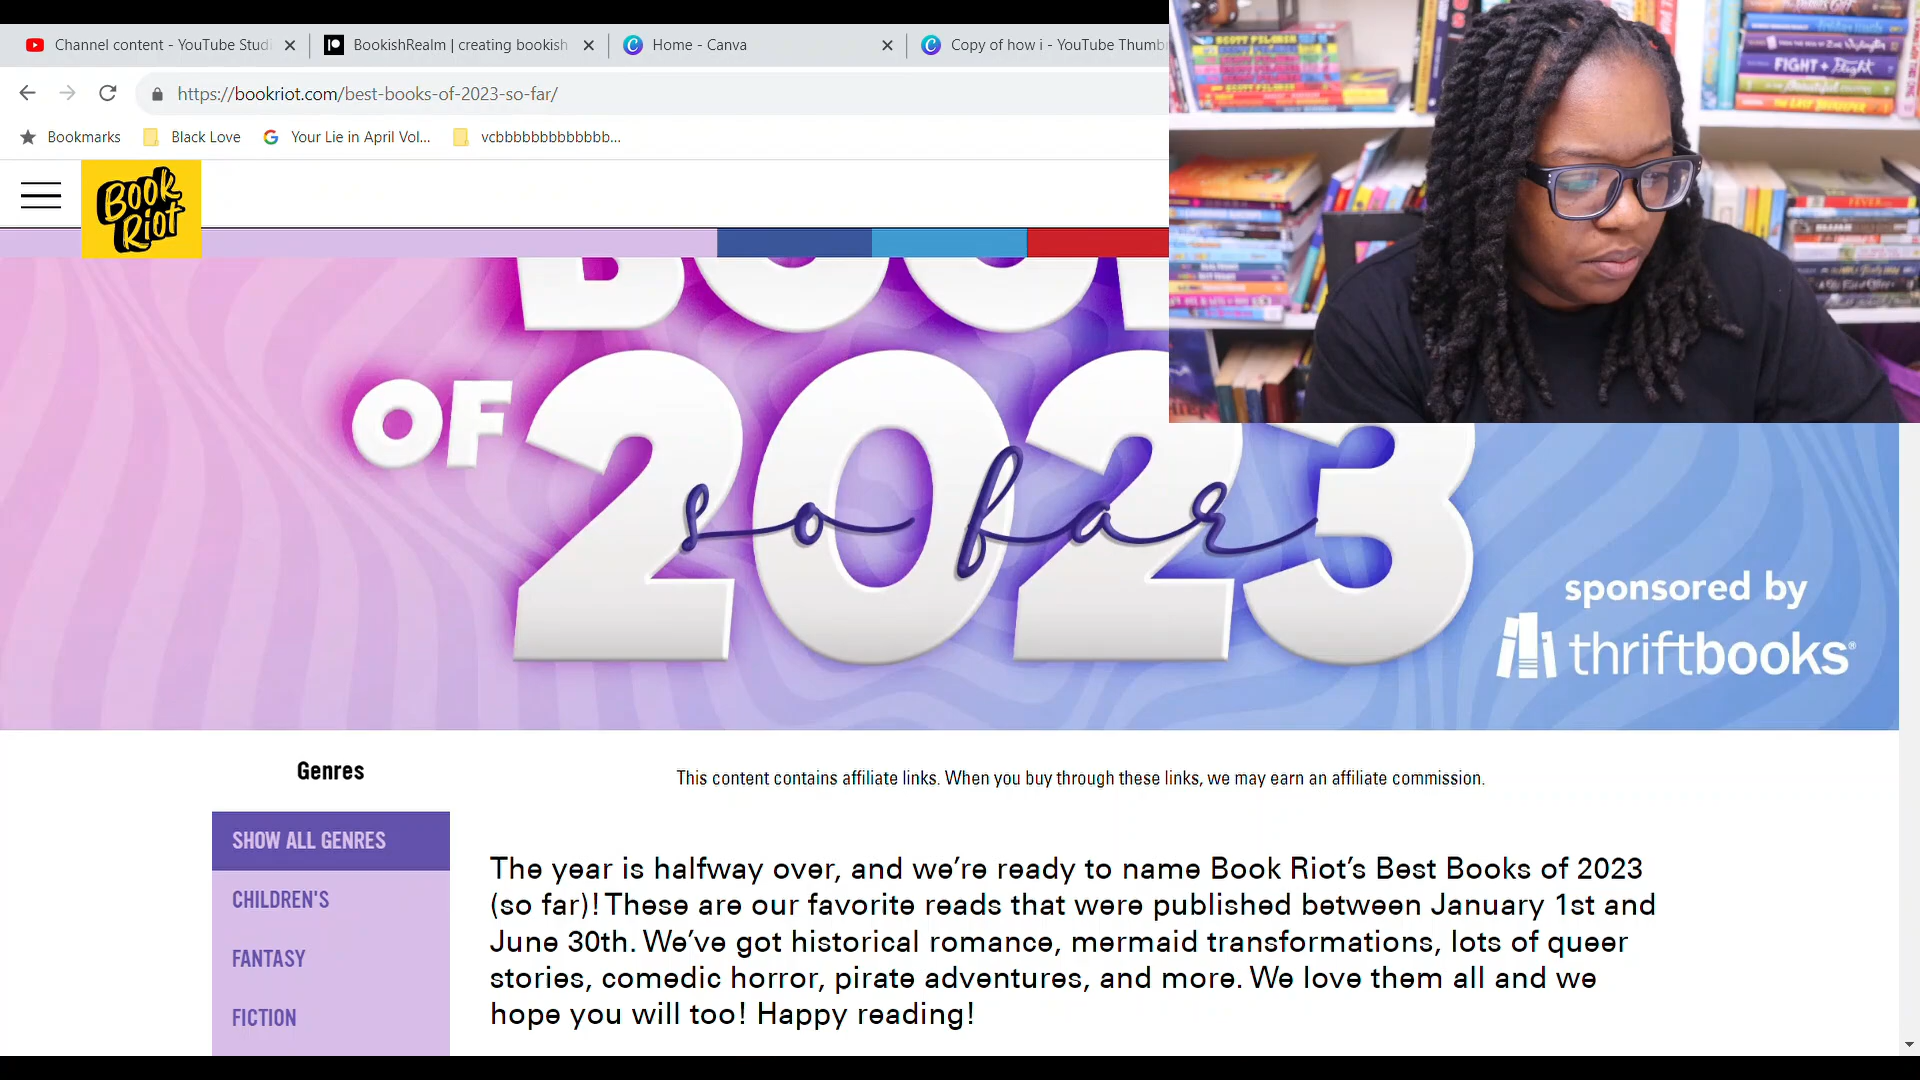 Channel content - YouTube Studi
BookishRealm | creating bookish
Home - Canva
Copy of how i - YouTube Thumb
https://bookriot.com/best-books-of-2023-so-far/
Bookmarks
Black Love
Your Lie in April Vol...
vcbbbbbbbbbbbbb...
Book
Riot
FIGHT + Flight
OF 2023
so far
sponsored by
thriftbooks
Genres
This content contains affiliate links. When you buy through these links, we may earn an affiliate commission.
SHOW ALL GENRES
CHILDREN'S
FANTASY
FICTION
The year is halfway over, and we're ready to name Book Riot's Best Books of 2023
(so far)! These are our favorite reads that were published between January 1st and
June 30th. We've got historical romance, mermaid transformations, lots of queer
stories, comedic horror, pirate adventures, and more. We love them all and we
hope you will too! Happy reading!